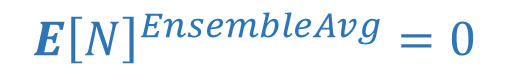 E[N]^{EnsembleAvg} = 0